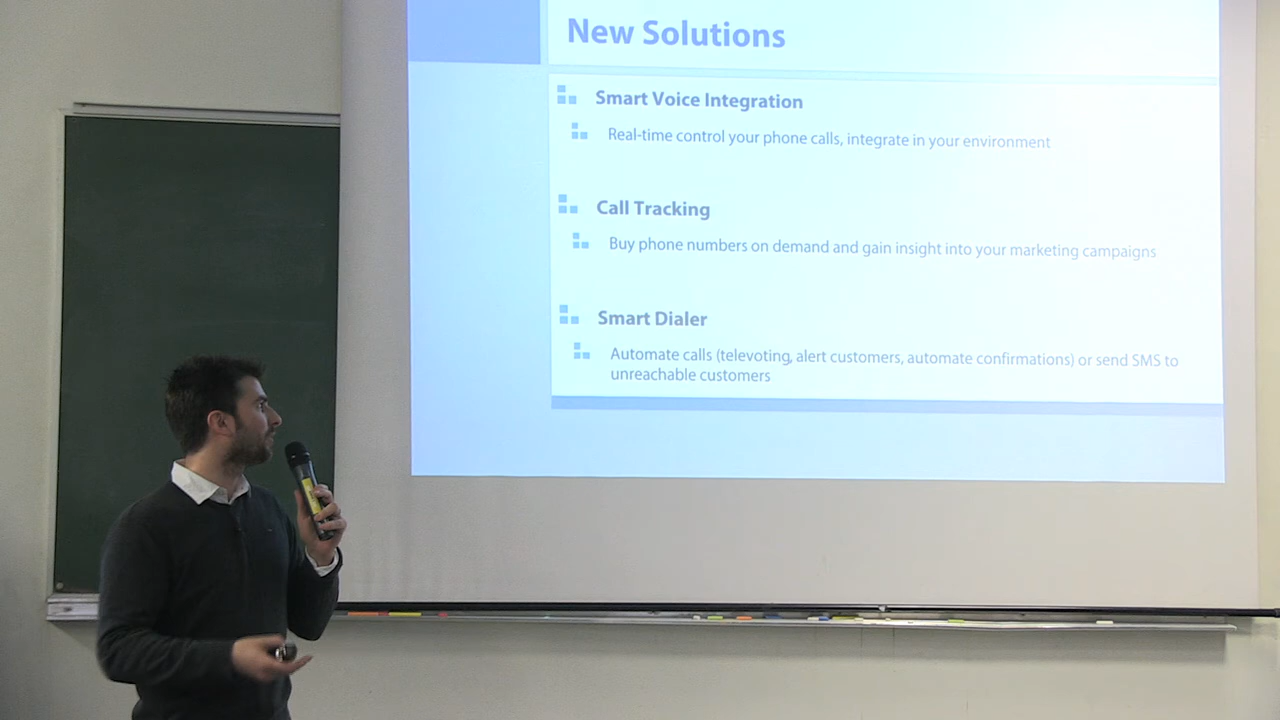 New Solutions
Smart Voice Integration
Real-time control your phone calls, integrate in your environment
Call Tracking
Buy phone numbers on demand and gain insight into your marketing campaigns
Smart Dialer
Automate calls (televoting, alert customers, automate confirmations) or send SMS to
unreachable customers